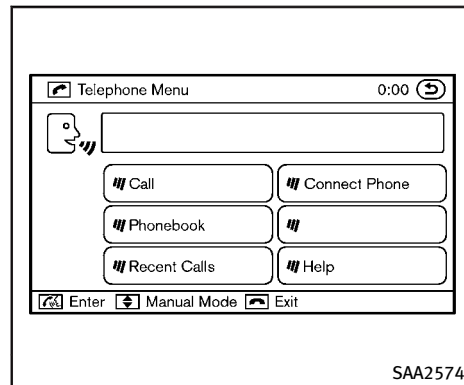 Telephone Menu 0:00
Call
Connect Phone
Phonebook
Recent Calls
Help
Enter Manual Mode Exit
SAA2574